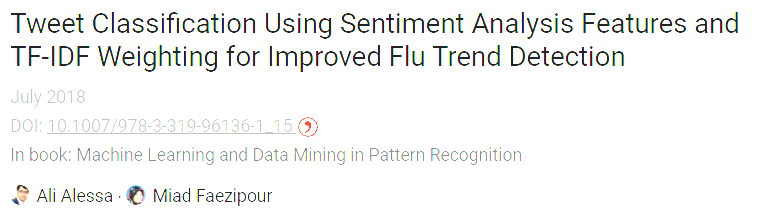 Tweet Classification Using Sentiment Analysis Features and
TF-IDF Weighting for Improved Flu Trend Detection
July 2018
DOI: 10.1007/978-3-319-96136-1_15
In book: Machine Learning and Data Mining in Pattern Recognition
Ali Alessa · Miad Faezipour